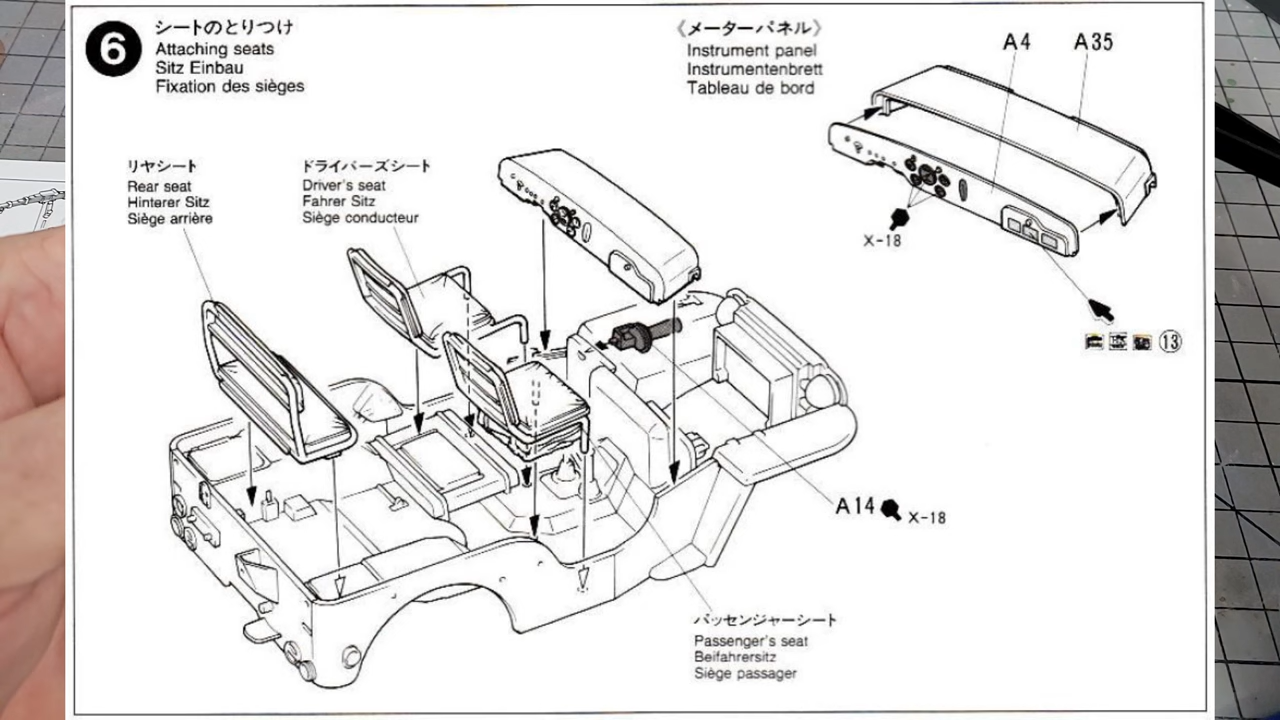 6
シートのとりつけ
Attaching seats
Sitz Einbau
Fixation des sièges
《メーターパネル》
Instrument panel
Instrumentenbrett
Tableau de bord
A4
A35
X-18
13
リヤシート
Rear seat
Hinterer Sitz
Siège arrière
ドライバーズシート
Driver's seat
Fahrer Sitz
Siège conducteur
A14
X-18
パッセンジャーシート
Passenger's seat
Beifahrersitz
Siège passager